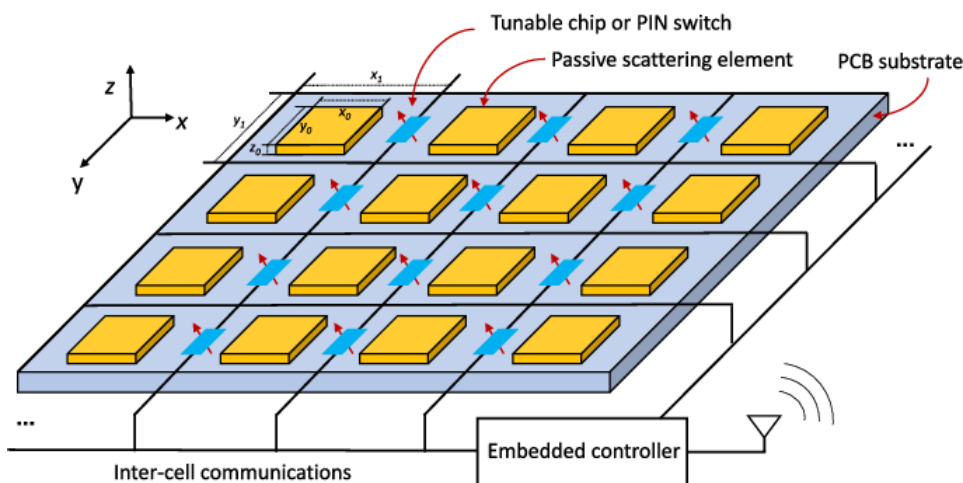 Tunable chip or PIN switch
Passive scattering element
PCB substrate
z
x
y
x₁
y₁
x₀
y₀
z₀
...
...
Embedded controller
Inter-cell communications